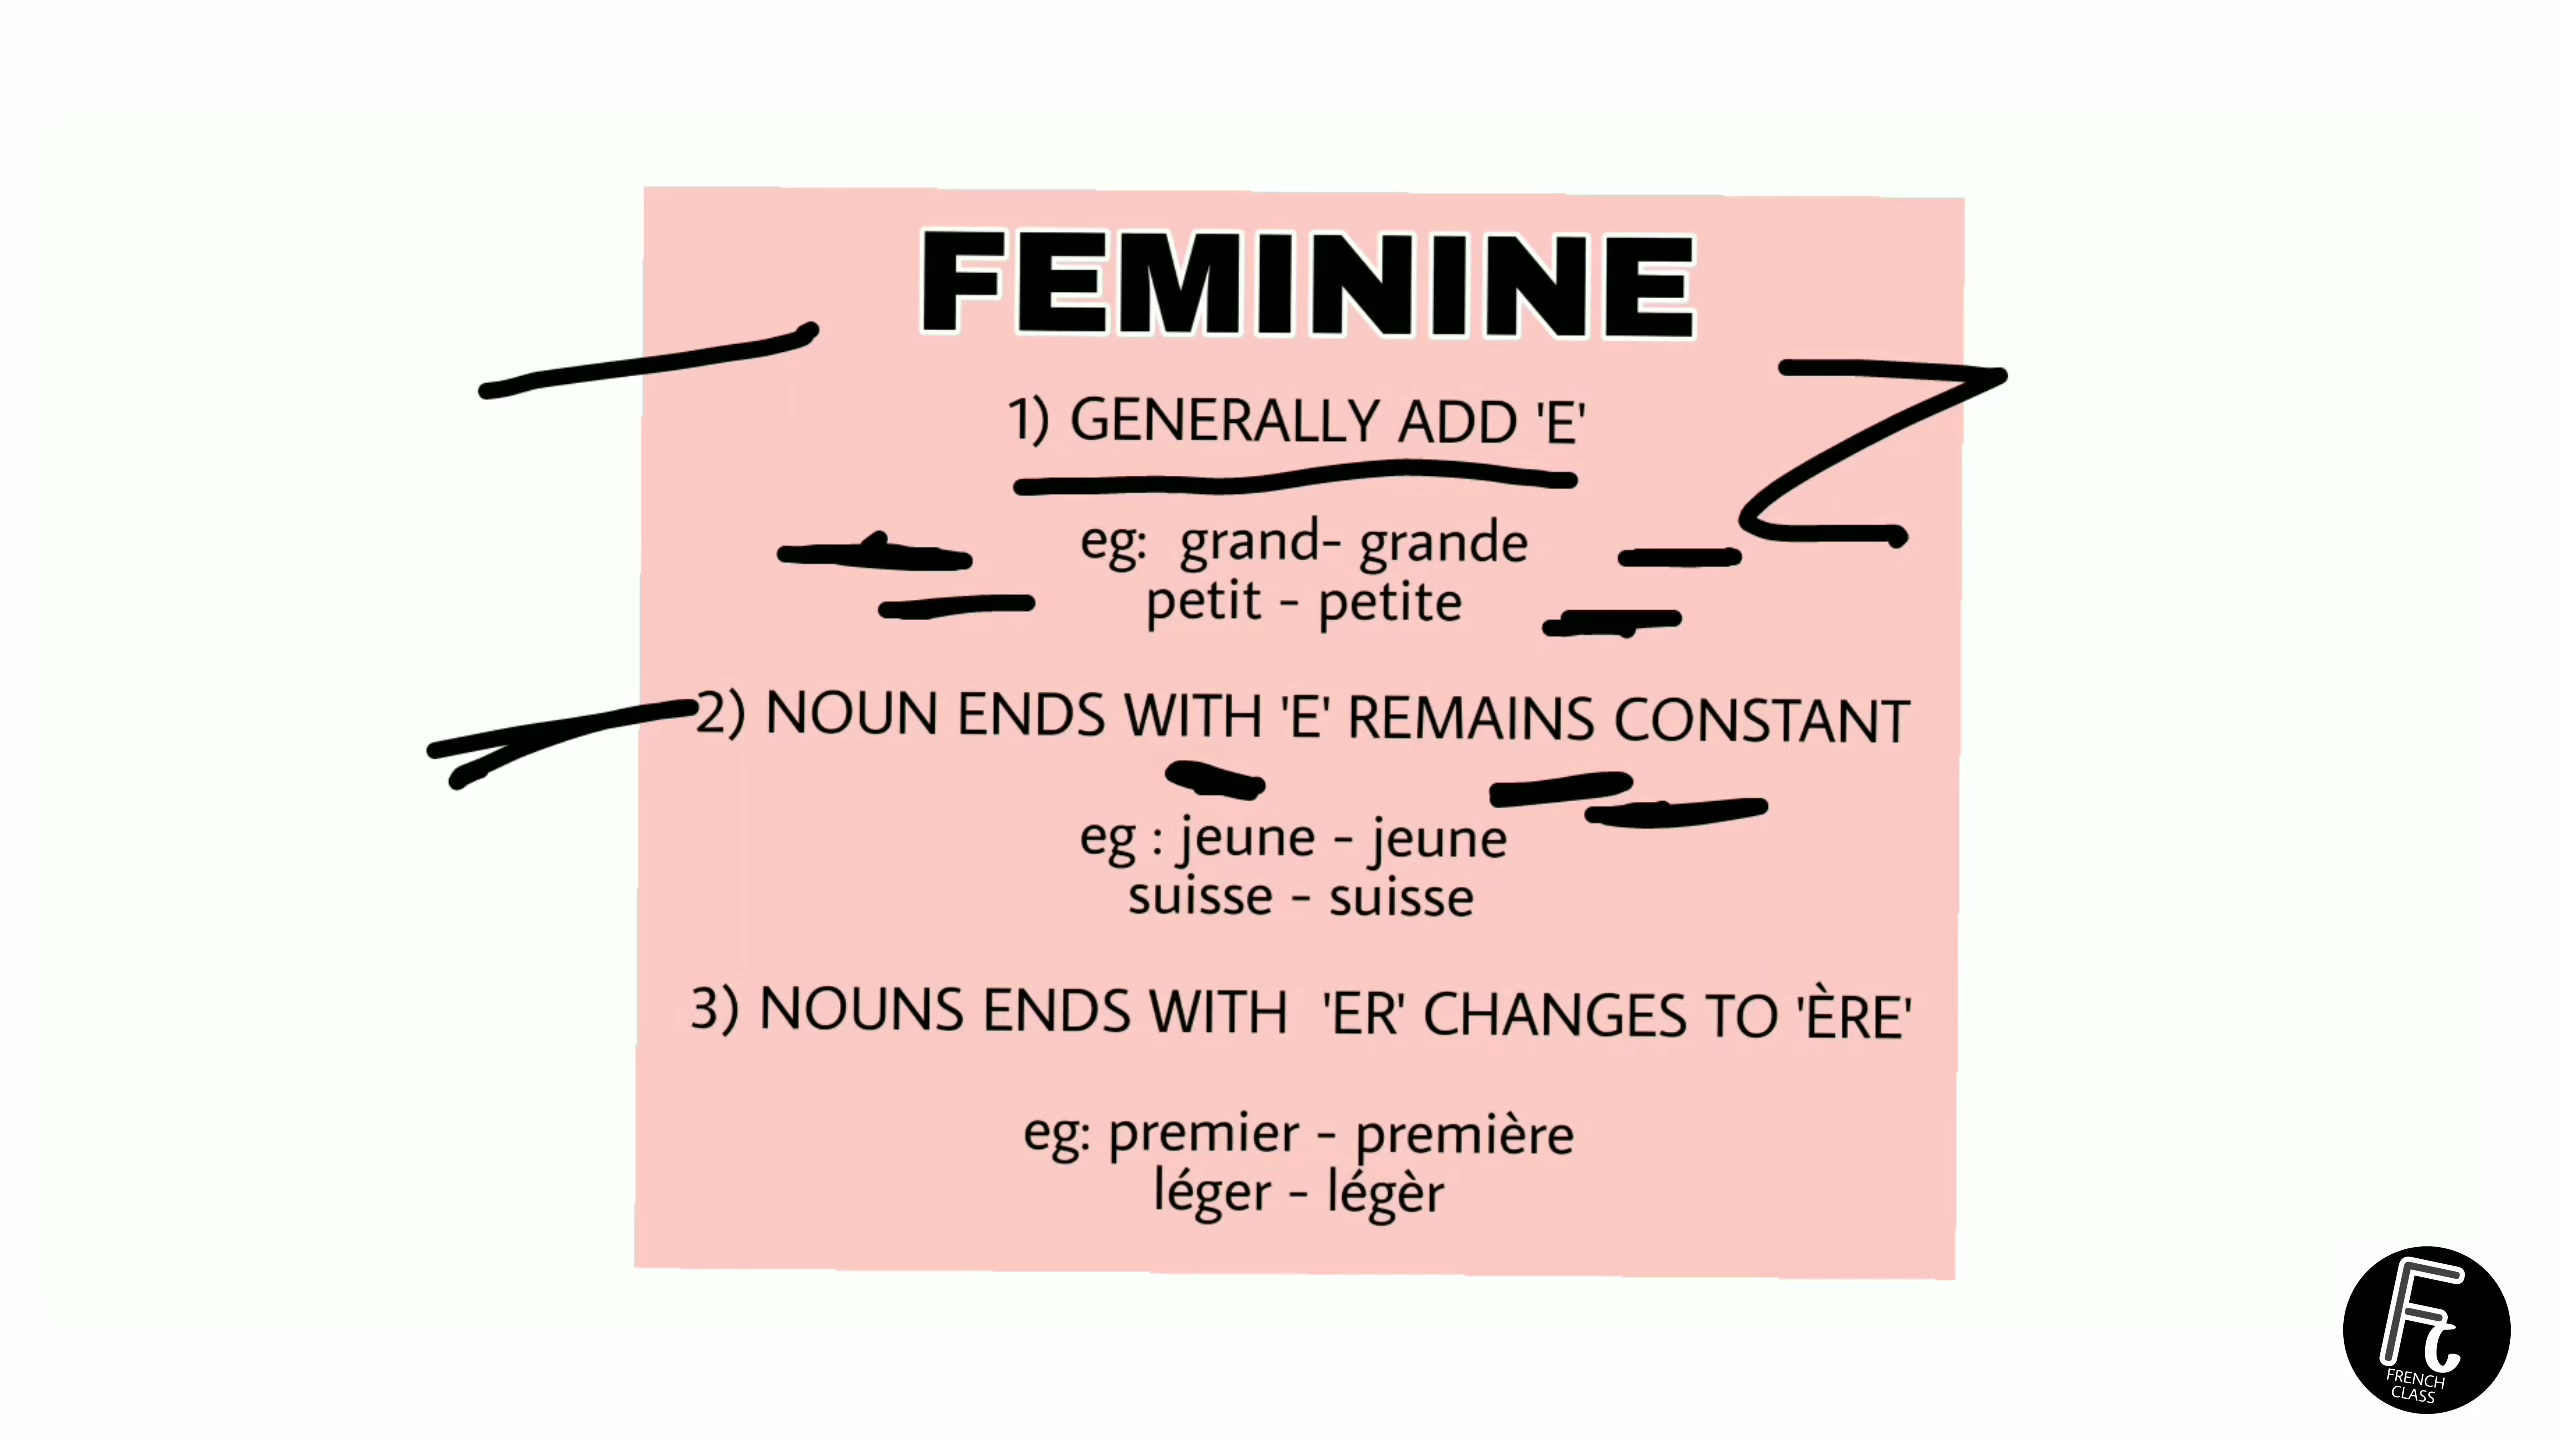 FEMININE
1) GENERALLY ADD 'E'
eg: grand- grande
petit - petite
2) NOUN ENDS WITH 'E' REMAINS CONSTANT
eg : jeune - jeune
suisse - suisse
3) NOUNS ENDS WITH 'ER' CHANGES TO 'ÈRE'
eg: premier - première
léger - légèr
Fc
FRENCH
CLASS